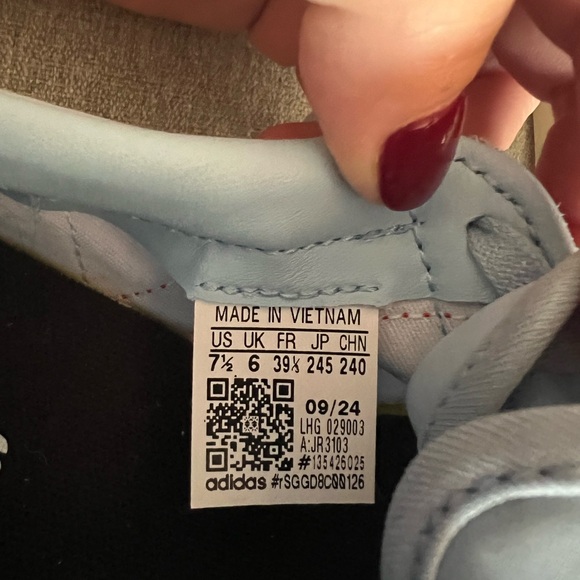 MADE IN VIETNAM
US UK FR JP CHN
7½ 6 39⅓ 245 240
09/24
LHG 029003
A:JR3103
#135426025
adidas #rSGGD8C00126